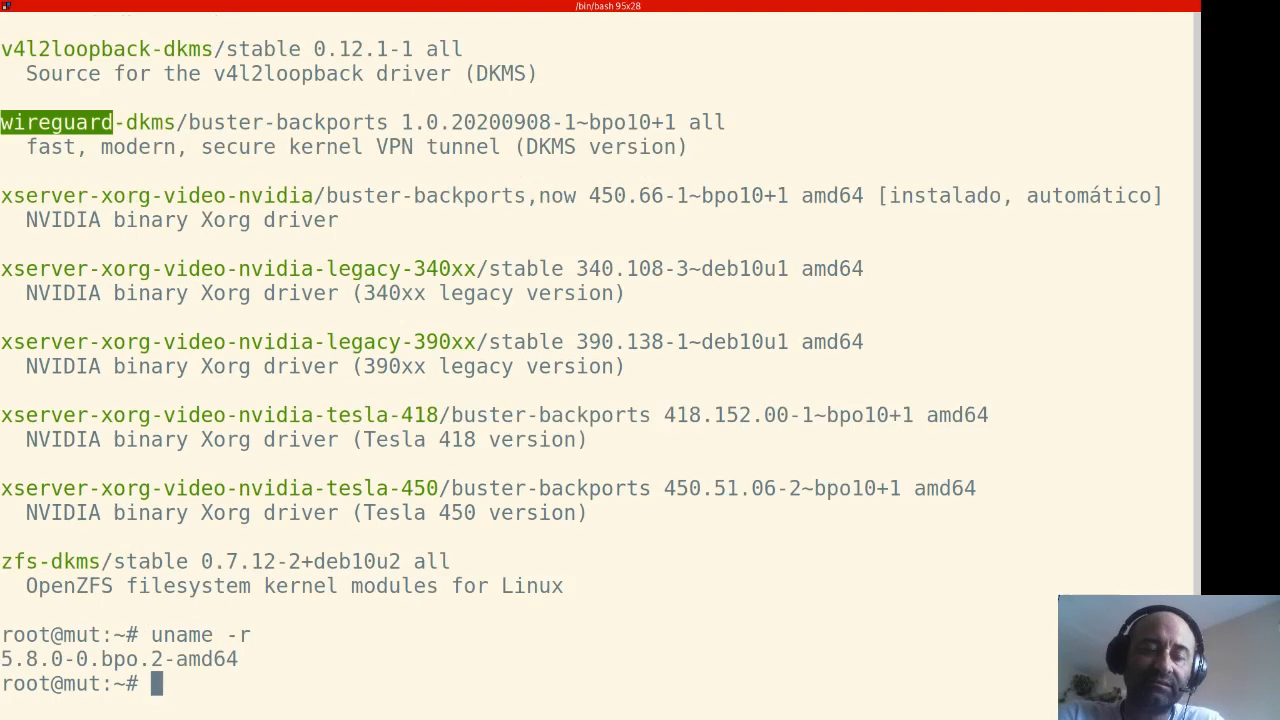 /bin/bash 95x28
v4l2loopback-dkms/stable 0.12.1-1 all
Source for the v4l2loopback driver (DKMS)
wireguard-dkms/buster-backports 1.0.20200908-1~bpo10+1 all
fast, modern, secure kernel VPN tunnel (DKMS version)
xserver-xorg-video-nvidia/buster-backports,now 450.66-1~bpo10+1 amd64 [instalado, automático]
NVIDIA binary Xorg driver
xserver-xorg-video-nvidia-legacy-340xx/stable 340.108-3~deb10u1 amd64
NVIDIA binary Xorg driver (340xx legacy version)
xserver-xorg-video-nvidia-legacy-390xx/stable 390.138-1~deb10u1 amd64
NVIDIA binary Xorg driver (390xx legacy version)
xserver-xorg-video-nvidia-tesla-418/buster-backports 418.152.00-1~bpo10+1 amd64
NVIDIA binary Xorg driver (Tesla 418 version)
xserver-xorg-video-nvidia-tesla-450/buster-backports 450.51.06-2~bpo10+1 amd64
NVIDIA binary Xorg driver (Tesla 450 version)
zfs-dkms/stable 0.7.12-2+deb10u2 all
OpenZFS filesystem kernel modules for Linux
root@mut:~# uname -r
5.8.0-0.bpo.2-amd64
root@mut:~#